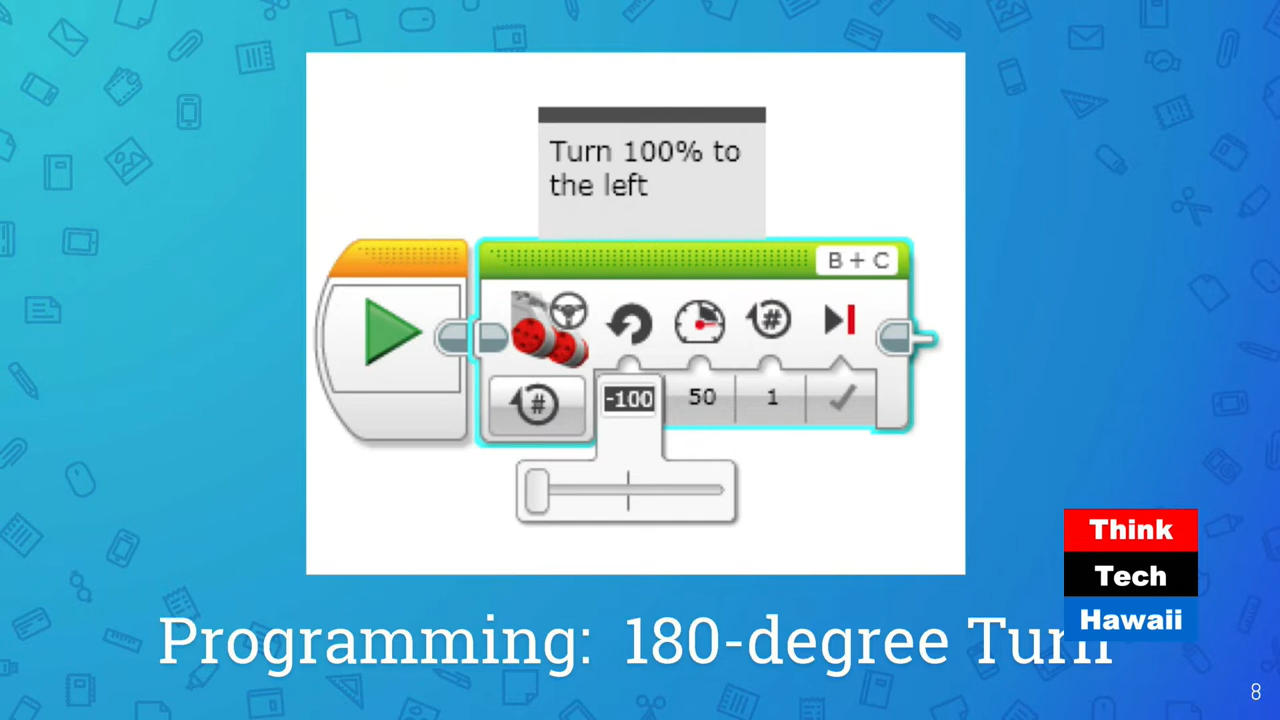 Turn 100% to
the left
B + C
#
#
-100
50
1
Think
Tech
Hawaii
Programming: 180-degree Turn
8